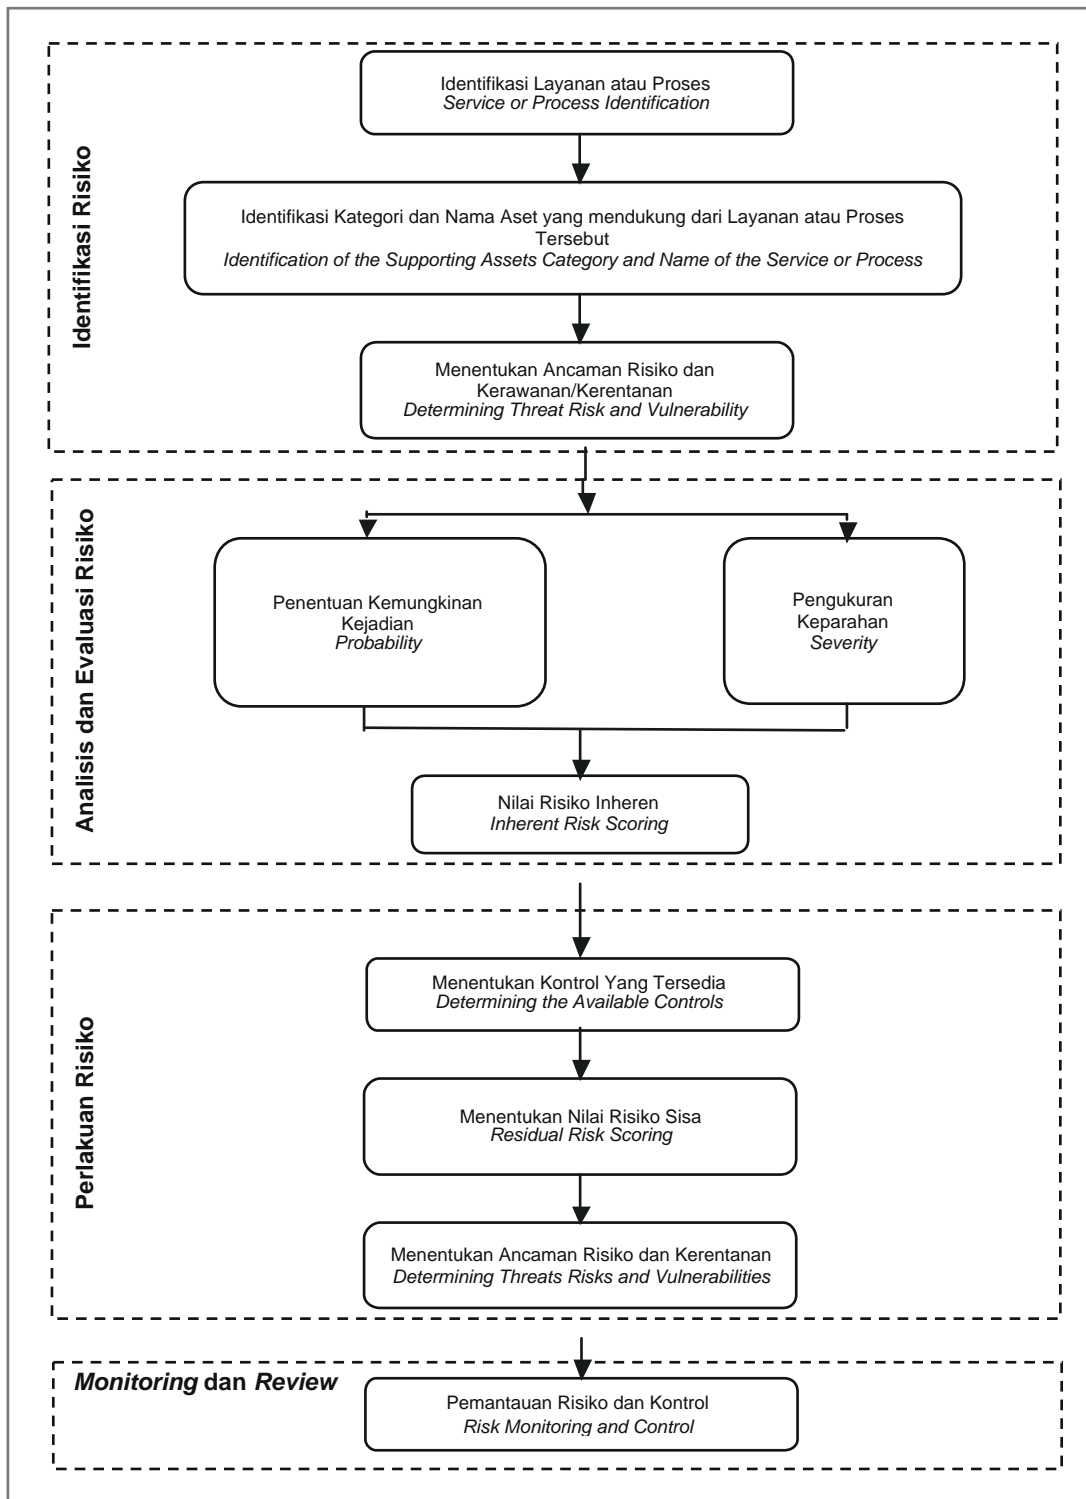 Identifikasi Risiko
Identifikasi Layanan atau Proses
Service or Process Identification
Identifikasi Kategori dan Nama Aset yang mendukung dari Layanan atau Proses
Tersebut
Identification of the Supporting Assets Category and Name of the Service or Process
Menentukan Ancaman Risiko dan
Kerawanan/Kerentanan
Determining Threat Risk and Vulnerability
Analisis dan Evaluasi Risiko
Penentuan Kemungkinan
Kejadian
Probability
Pengukuran
Keparahan
Severity
Nilai Risiko Inheren
Inherent Risk Scoring
Perlakuan Risiko
Menentukan Kontrol Yang Tersedia
Determining the Available Controls
Menentukan Nilai Risiko Sisa
Residual Risk Scoring
Menentukan Ancaman Risiko dan Kerentanan
Determining Threats Risks and Vulnerabilities
Monitoring dan Review
Pemantauan Risiko dan Kontrol
Risk Monitoring and Control